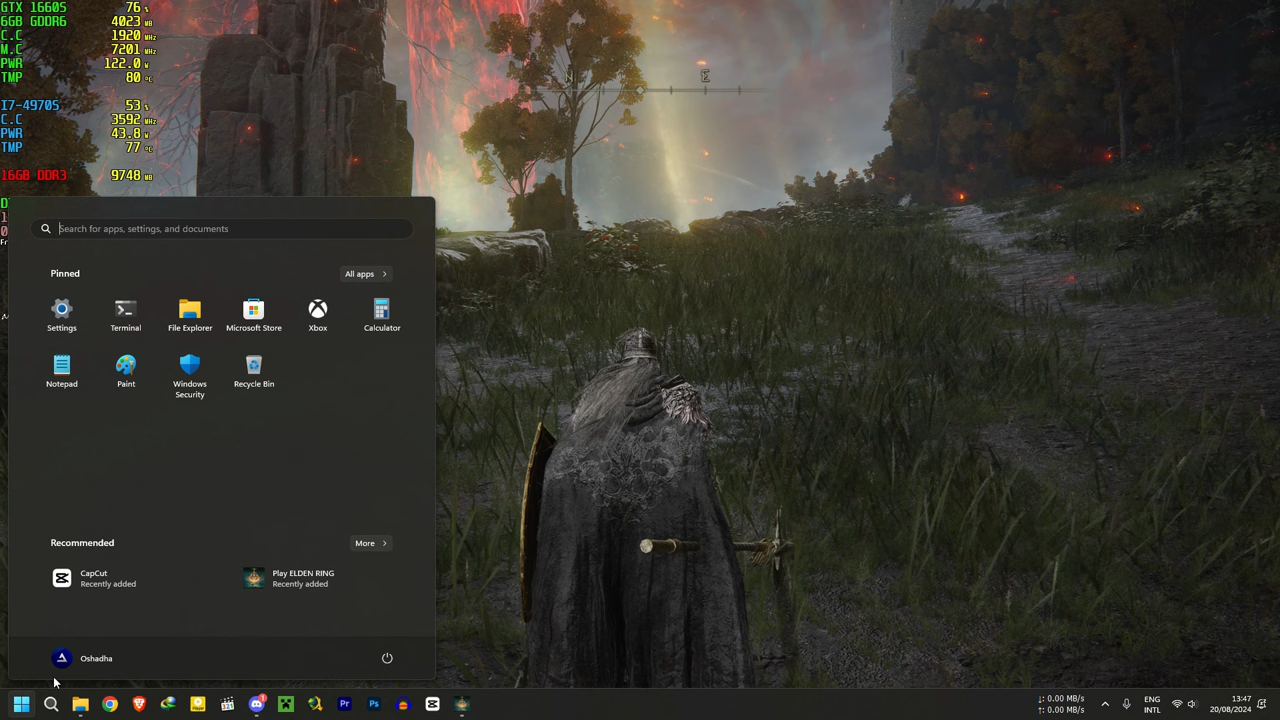 GTX 1660S 76 %
6GB GDDR6 4023 MB
C.C 1920 MHz
M.C 7201 MHz
PWR 122.0 W
TMP 80 °C
I7-4970S 53 %
C.C 3592 MHz
PWR 43.8 W
TMP 77 °C
16GB DDR3 9748 MB
E
Search for apps, settings, and documents
Pinned
All apps
Settings
Terminal
File Explorer
Microsoft Store
Xbox
Calculator
Notepad
Paint
Windows Security
Recycle Bin
Recommended
More
CapCut
Recently added
Play ELDEN RING
Recently added
Oshadha
1
Pr
Ps
↓: 0.00 MB/s
↑: 0.00 MB/s
ENG
INTL
13:47
20/08/2024